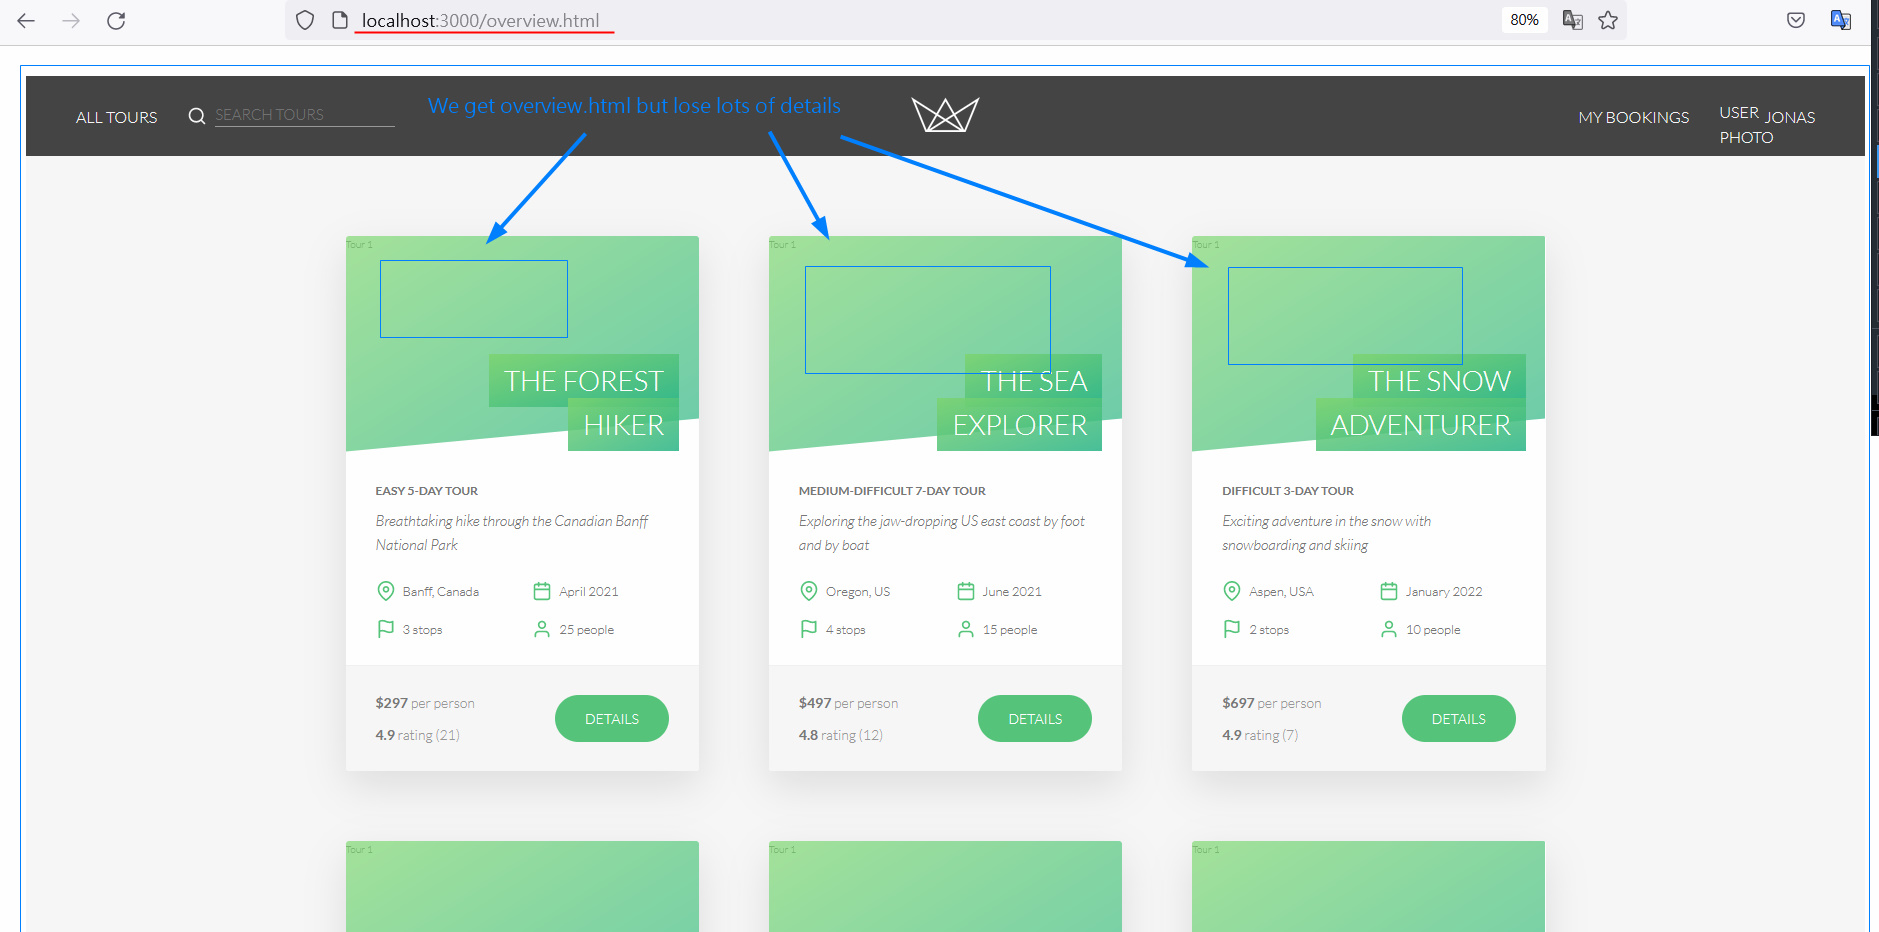 localhost:3000/overview.html
80%
ALL TOURS
SEARCH TOURS
We get overview.html but lose lots of details
MY BOOKINGS
USER PHOTO
JONAS
Tour 1
THE FOREST
HIKER
EASY 5-DAY TOUR
Breathtaking hike through the Canadian Banff
National Park
Banff, Canada
April 2021
3 stops
25 people
$297 per person
4.9 rating (21)
DETAILS
Tour 1
THE SEA
EXPLORER
MEDIUM-DIFFICULT 7-DAY TOUR
Exploring the jaw-dropping US east coast by foot
and by boat
Oregon, US
June 2021
4 stops
15 people
$497 per person
4.8 rating (12)
DETAILS
Tour 1
THE SNOW
ADVENTURER
DIFFICULT 3-DAY TOUR
Exciting adventure in the snow with
snowboarding and skiing
Aspen, USA
January 2022
2 stops
10 people
$697 per person
4.9 rating (7)
DETAILS
Tour 1
Tour 1
Tour 1